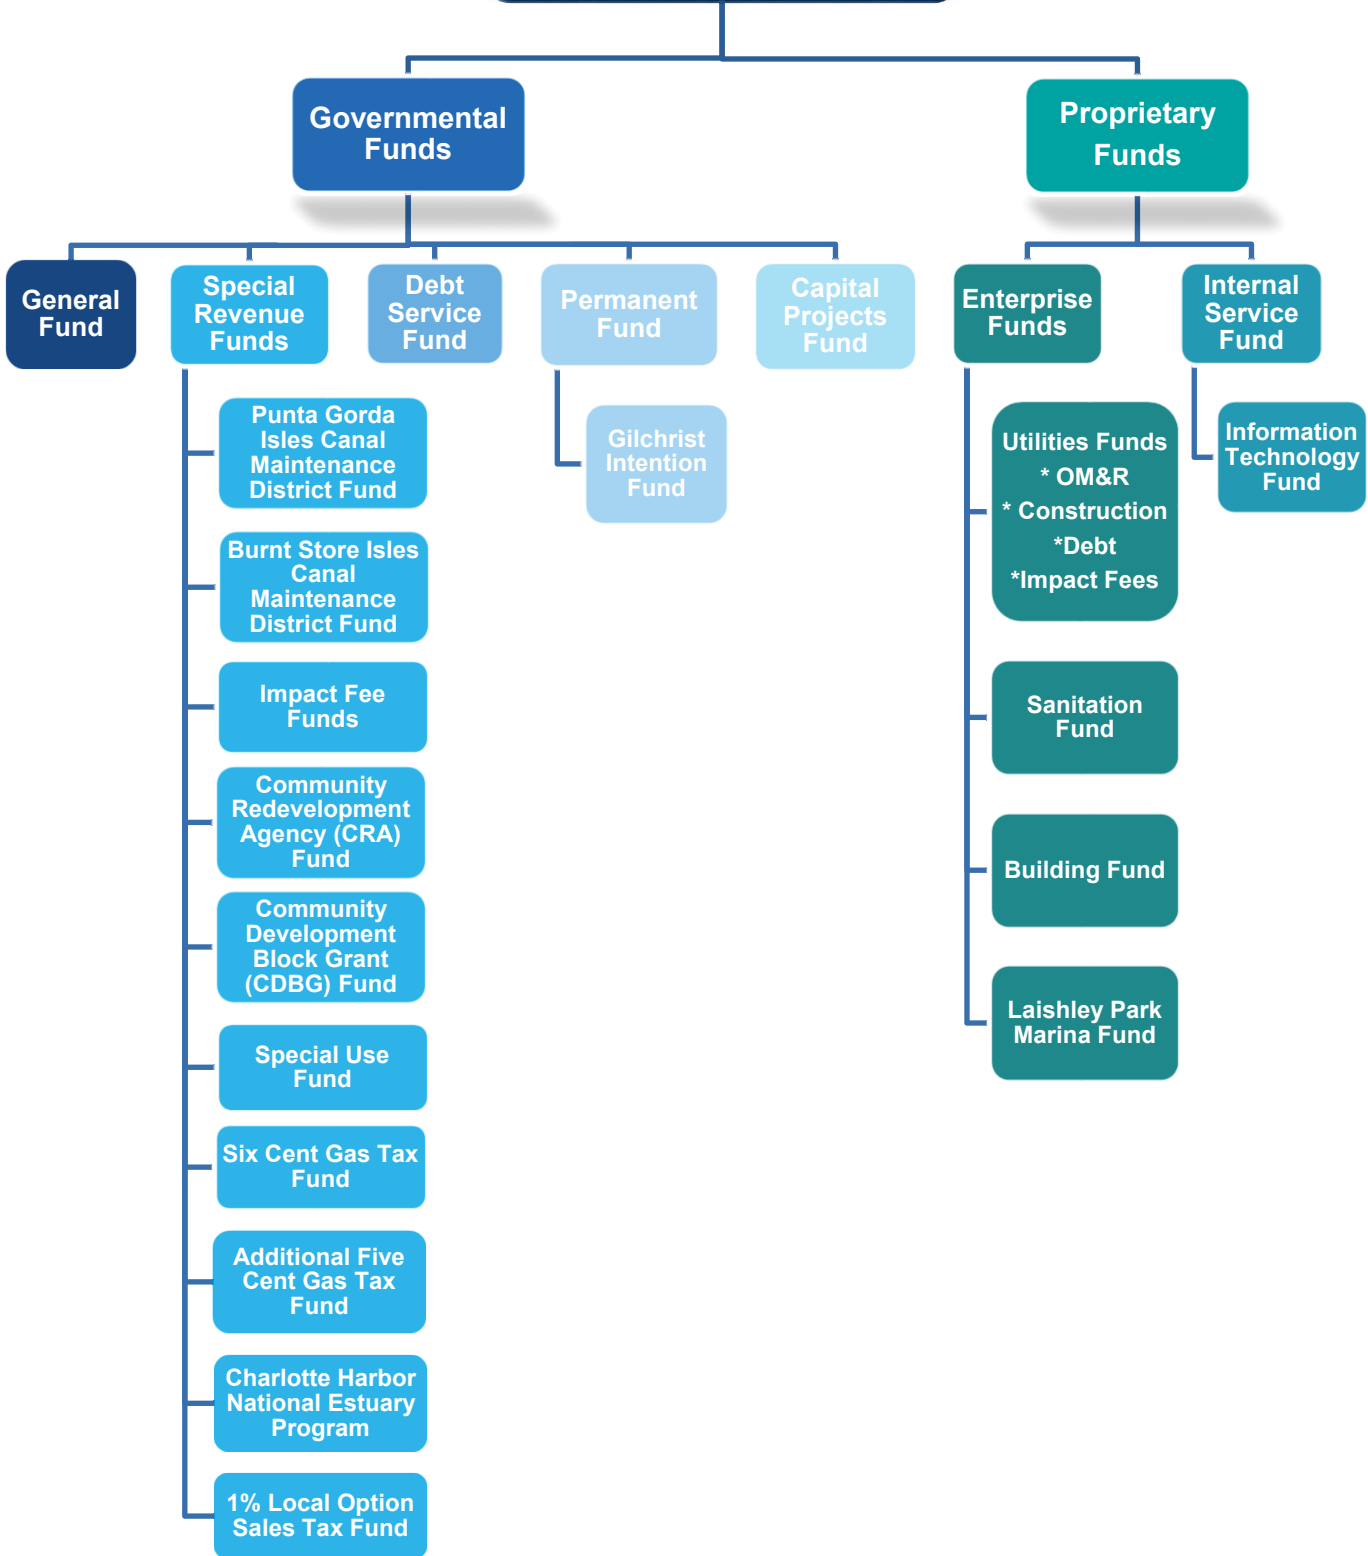 Governmental
Funds
Proprietary
Funds
General
Fund
Special
Revenue
Funds
Debt
Service
Fund
Permanent
Fund
Capital
Projects
Fund
Enterprise
Funds
Internal
Service
Fund
Punta Gorda
Isles Canal
Maintenance
District Fund
Burnt Store Isles
Canal
Maintenance
District Fund
Impact Fee
Funds
Community
Redevelopment
Agency (CRA)
Fund
Community
Development
Block Grant
(CDBG) Fund
Special Use
Fund
Six Cent Gas Tax
Fund
Additional Five
Cent Gas Tax
Fund
Charlotte Harbor
National Estuary
Program
1% Local Option
Sales Tax Fund
Gilchrist
Intention
Fund
Utilities Funds
* OM&R
* Construction
*Debt
*Impact Fees
Sanitation
Fund
Building Fund
Laishley Park
Marina Fund
Information
Technology
Fund